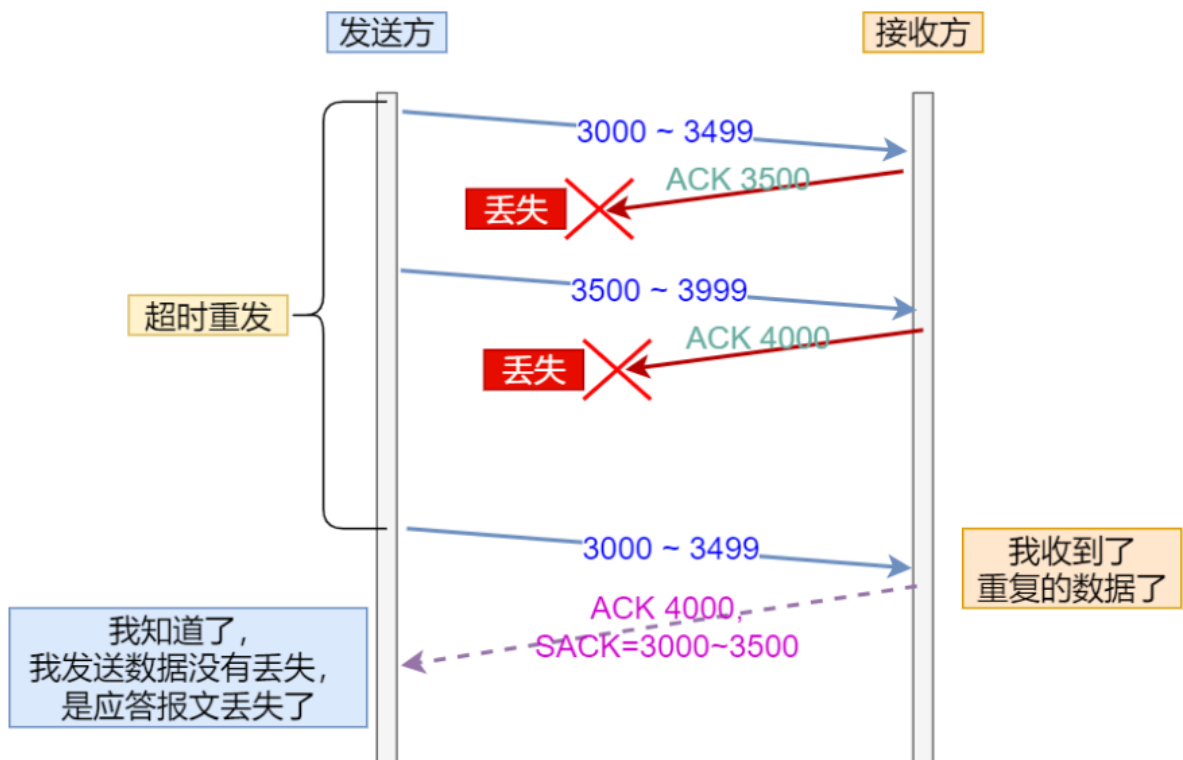 发送方
接收方
3000 ~ 3499
ACK 3500
丢失
3500 ~ 3999
超时重发
ACK 4000
丢失
3000 ~ 3499
我收到了
重复的数据了
ACK 4000,
SACK=3000~3500
我知道了，
我发送数据没有丢失，
是应答报文丢失了